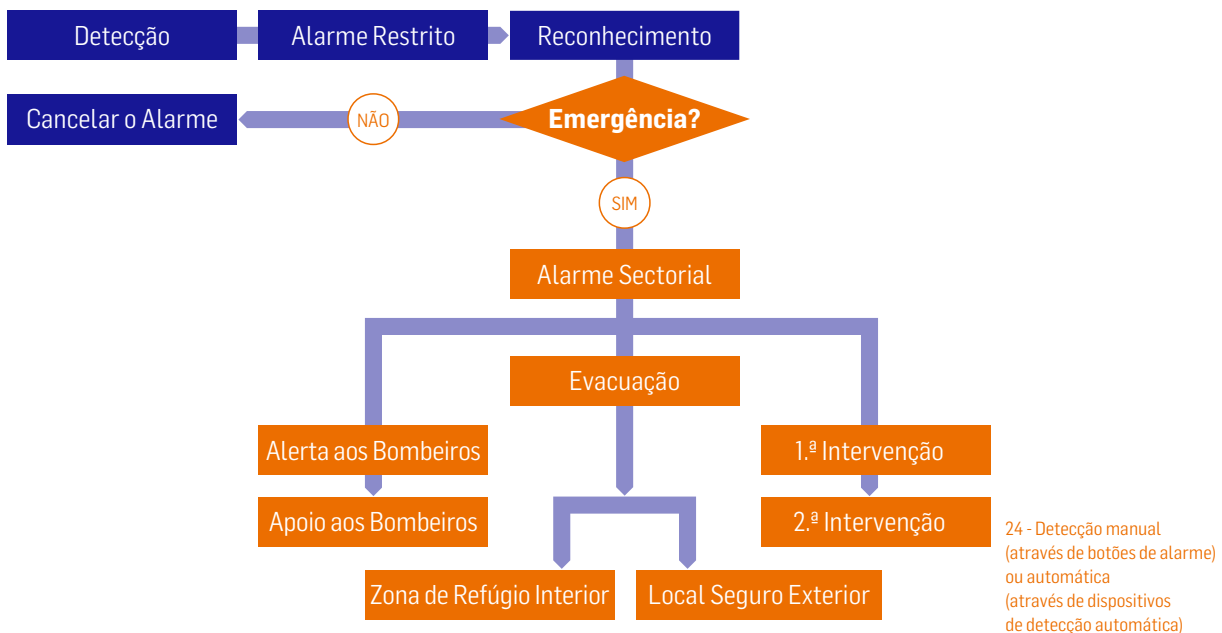 Detecção
Alarme Restrito
Reconhecimento
Cancelar o Alarme
NÃO
Emergência?
SIM
Alarme Sectorial
Evacuação
Alerta aos Bombeiros
1.ª Intervenção
Apoio aos Bombeiros
2.ª Intervenção
Zona de Refúgio Interior
Local Seguro Exterior
24 - Detecção manual
(através de botões de alarme)
ou automática
(através de dispositivos
de detecção automática)